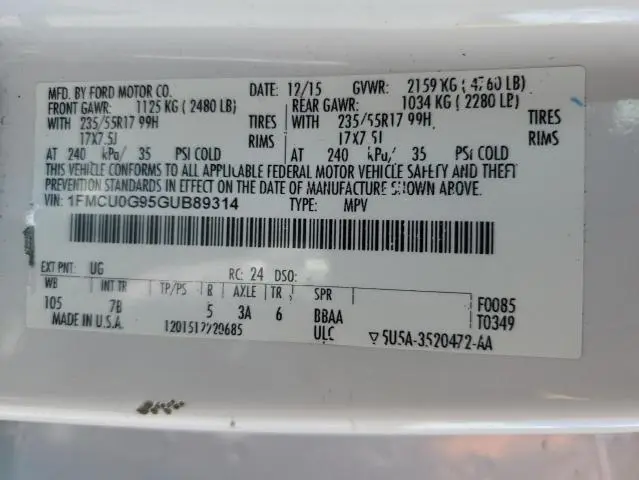 MFD. BY FORD MOTOR CO. DATE: 12/15 GVWR: 2159 KG ( 4760 LB)
FRONT GAWR: 1125 KG ( 2480 LB) REAR GAWR: 1034 KG ( 2280 LB)
WITH 235/55R17 99H, TIRES WITH 235/55R17 99H, TIRES
17X7.5J RIMS 17X7.5J RIMS
AT 240 kPa/ 35 PSI COLD AT 240 kPa/ 35 PSI COLD
THIS VEHICLE CONFORMS TO ALL APPLICABLE FEDERAL MOTOR VEHICLE SAFETY AND THEFT
PREVENTION STANDARDS IN EFFECT ON THE DATE OF MANUFACTURE SHOWN ABOVE.
VIN: 1FMCU0G95GUB89314 TYPE: MPV
EXT PNT: UG RC: 24 DSO:
WB INT TR TP/PS R AXLE TR SPR
105 7B 5 3A 6 BBAA F0085
MADE IN U.S.A. ULC T0349
▽5U5A-3520472-AA